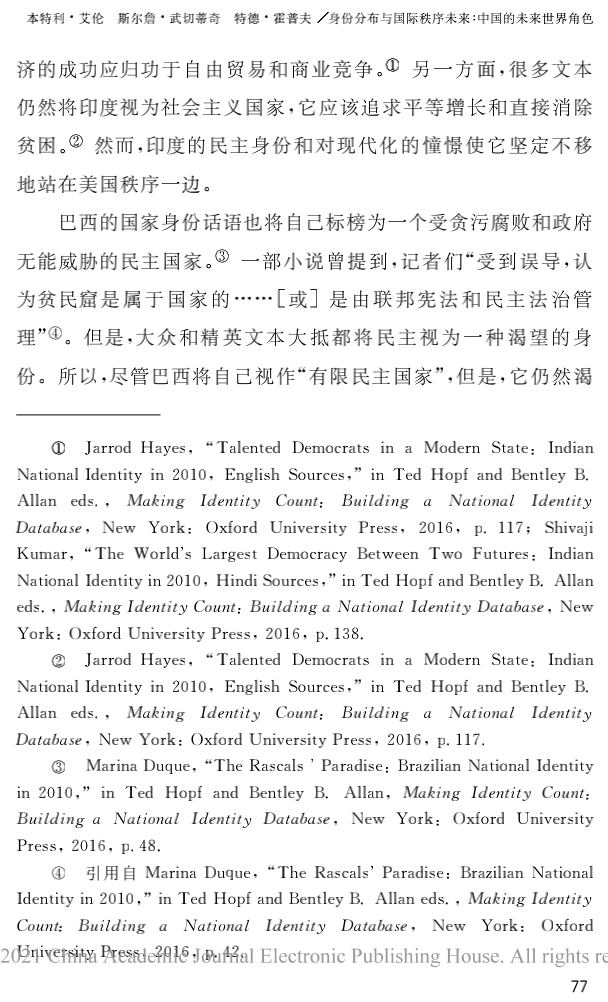 本特利·艾伦 斯尔詹·武切蒂奇 特德·霍普夫 /身份分布与国际秩序未来:中国的未来世界角色
济的成功应归功于自由贸易和商业竞争。① 另一方面,很多文本
仍然将印度视为社会主义国家,它应该追求平等增长和直接消除
贫困。② 然而,印度的民主身份和对现代化的憧憬使它坚定不移
地站在美国秩序一边。
巴西的国家身份话语也将自己标榜为一个受贪污腐败和政府
无能威胁的民主国家。③ 一部小说曾提到,记者们“受到误导,认
为贫民窟是属于国家的……[或] 是由联邦宪法和民主法治管
理”④。但是,大众和精英文本大抵都将民主视为一种渴望的身
份。所以,尽管巴西将自己视作“有限民主国家”,但是,它仍然渴
① Jarrod Hayes, “Talented Democrats in a Modern State: Indian
National Identity in 2010, English Sources,” in Ted Hopf and Bentley B.
Allan eds., Making Identity Count: Building a National Identity
Database, New York: Oxford University Press, 2016, p. 117; Shivaji
Kumar, “The World’s Largest Democracy Between Two Futures: Indian
National Identity in 2010, Hindi Sources,” in Ted Hopf and Bentley B. Allan
eds., Making Identity Count: Building a National Identity Database, New
York: Oxford University Press, 2016, p. 138.
② Jarrod Hayes, “Talented Democrats in a Modern State: Indian
National Identity in 2010, English Sources,” in Ted Hopf and Bentley B.
Allan eds., Making Identity Count: Building a National Identity
Database, New York: Oxford University Press, 2016, p. 117.
③ Marina Duque, “The Rascals ’ Paradise: Brazilian National Identity
in 2010,” in Ted Hopf and Bentley B. Allan, Making Identity Count:
Building a National Identity Database, New York: Oxford University
Press, 2016, p. 48.
④ 引用自 Marina Duque, “The Rascals’ Paradise: Brazilian National
Identity in 2010,” in Ted Hopf and Bentley B. Allan eds., Making Identity
Count: Building a National Identity Database, New York: Oxford
University Press, 2016, p. 42.
2021 China Academic Journal Electronic Publishing House. All rights re
77